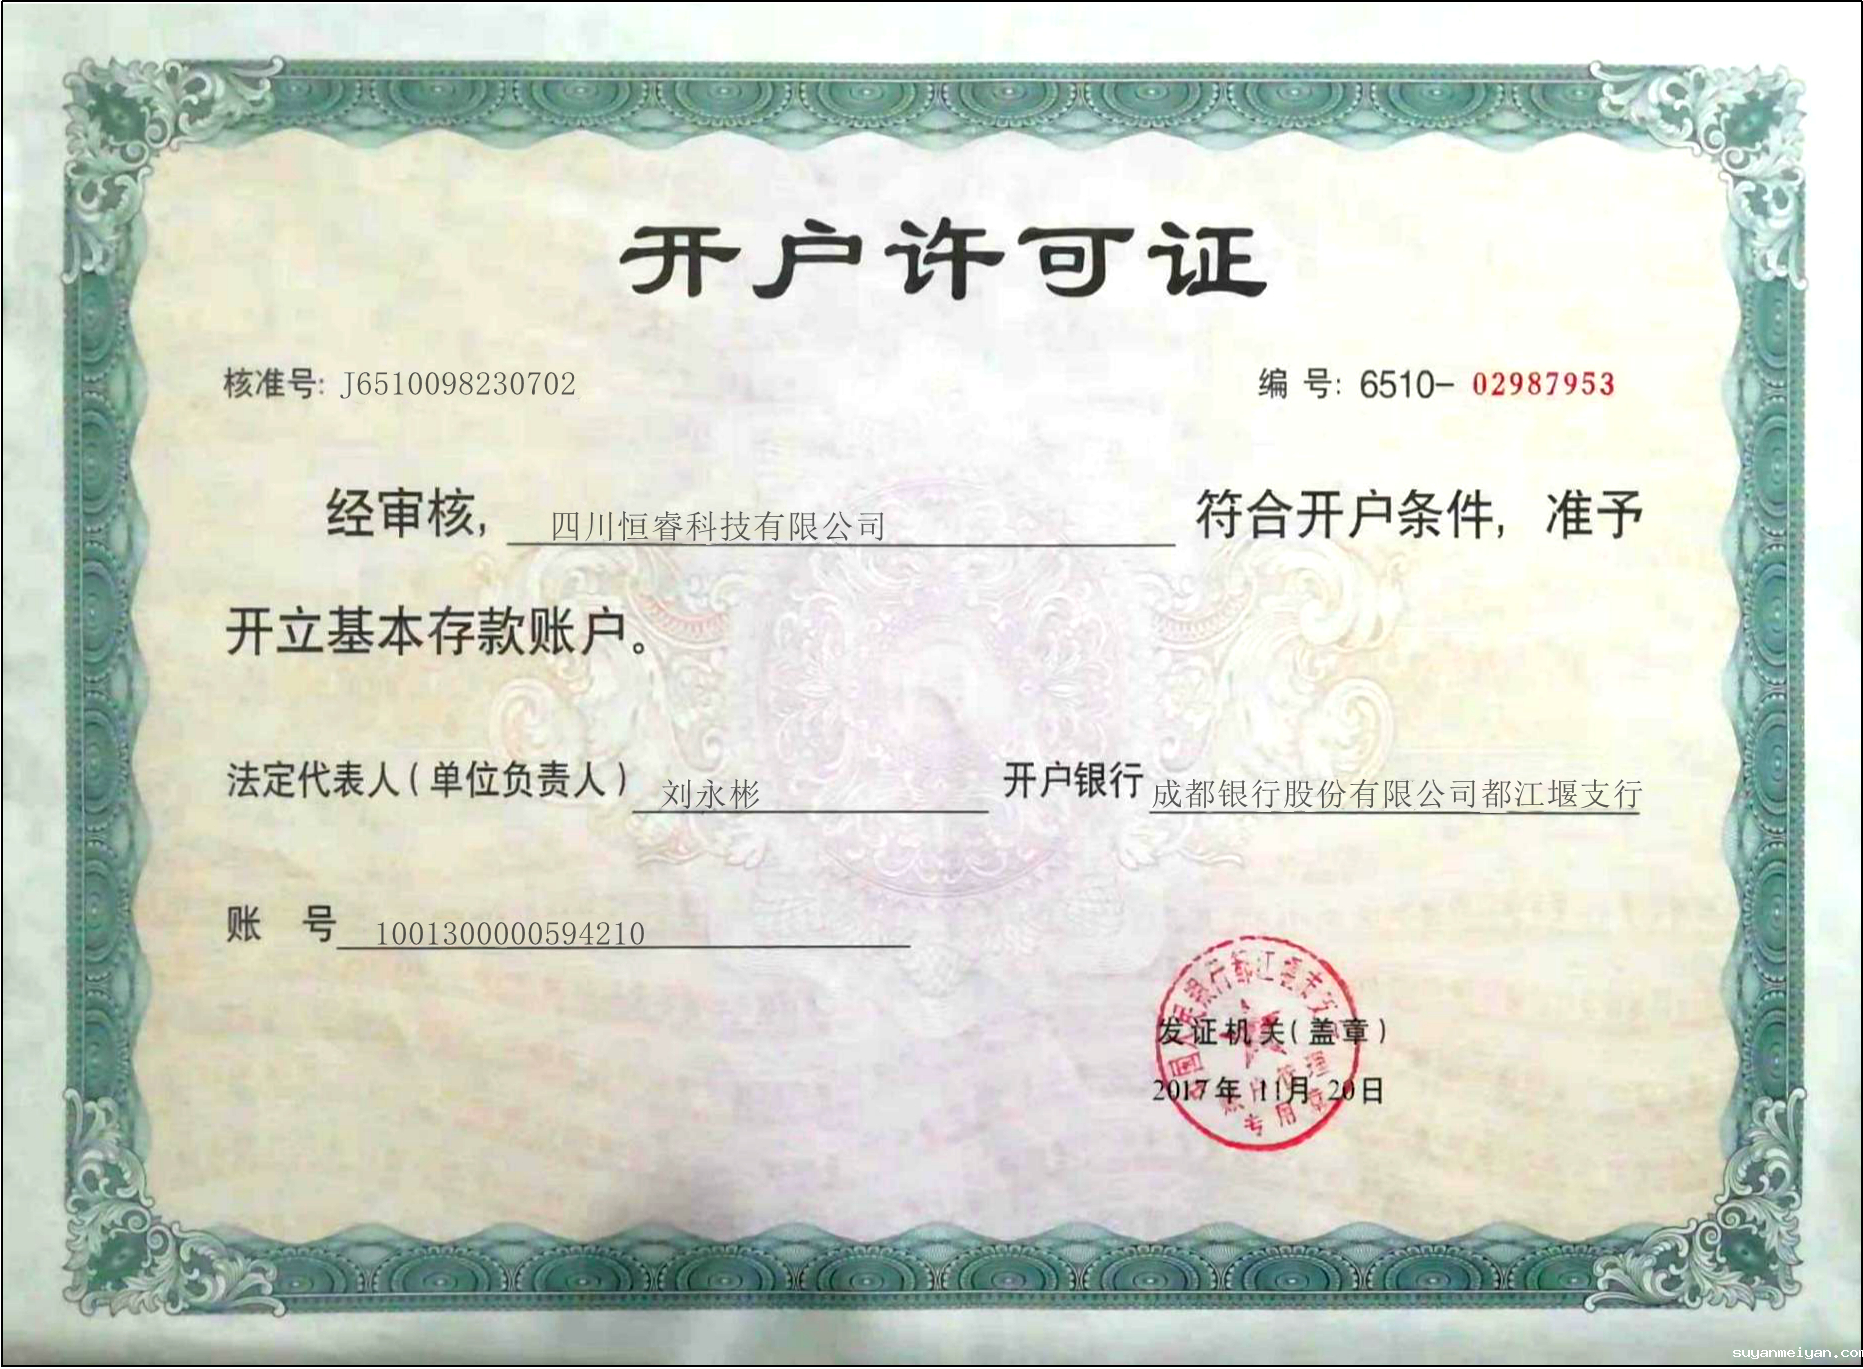 开户许可证
核准号: J6510098230702
编 号: 6510- 02987953
经审核, 四川恒睿科技有限公司 符合开户条件, 准予
开立基本存款账户。
法定代表人(单位负责人) 刘永彬 开户银行 成都银行股份有限公司都江堰支行
账 号 1001300000594210
发证机关(盖章)
2017年 11月 20日
专用章
suyanmeiyan.com